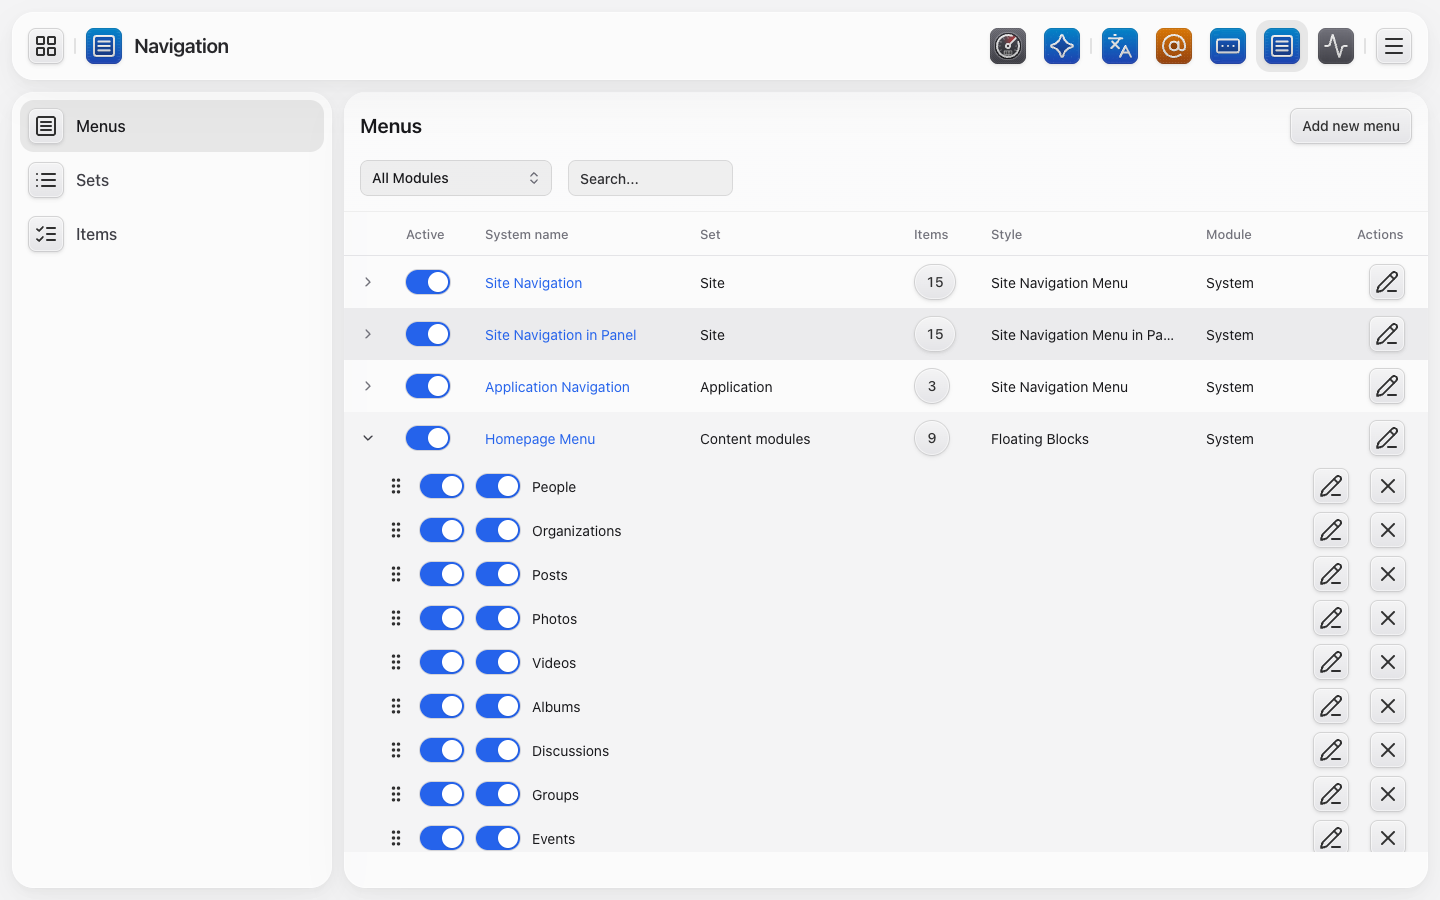 Navigation
Menus
Sets
Items
Menus
Add new menu
All Modules
Search...
Active System name Set Items Style Module Actions
Site Navigation Site 15 Site Navigation Menu System
Site Navigation in Panel Site 15 Site Navigation Menu in Pa... System
Application Navigation Application 3 Site Navigation Menu System
Homepage Menu Content modules 9 Floating Blocks System
People
Organizations
Posts
Photos
Videos
Albums
Discussions
Groups
Events